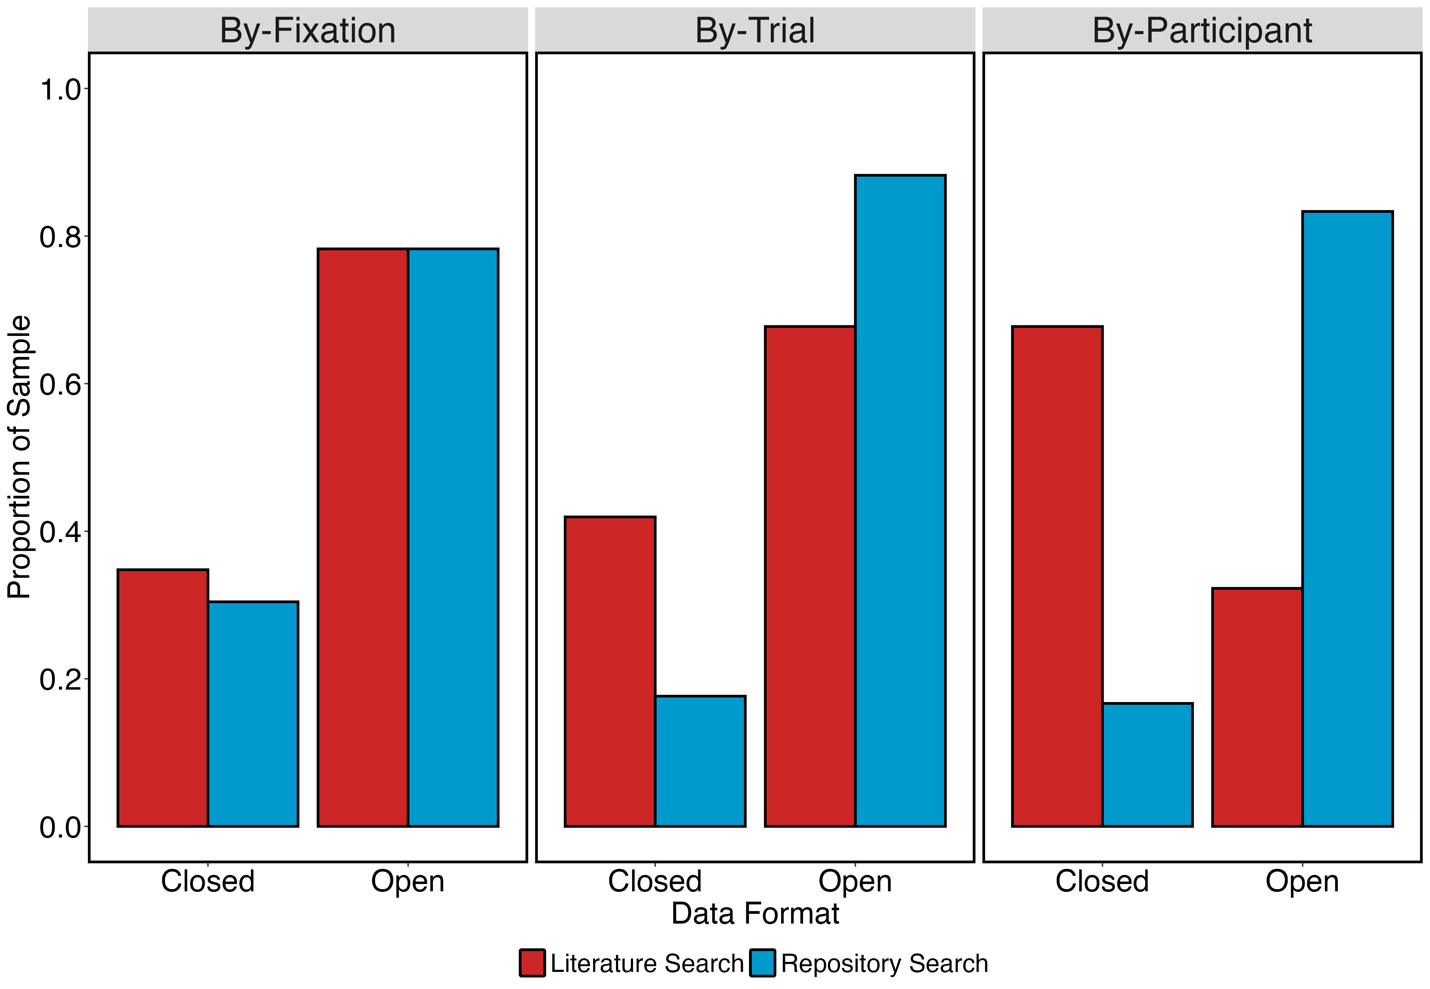 By-Fixation
By-Trial
By-Participant
Proportion of Sample
1.0
0.8
0.6
0.4
0.2
0.0
Closed
Open
Closed
Open
Closed
Open
Data Format
Literature Search
Repository Search